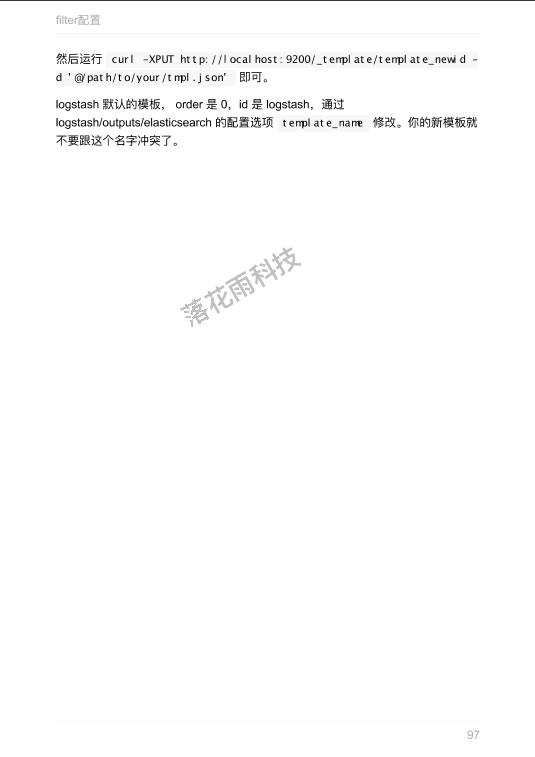 filter配置
然后运行 curl -XPUT http://localhost:9200/_template/template_newid -
d '@/path/to/your/tmpl.json' 即可。
logstash 默认的模板， order 是 0，id 是 logstash，通过
logstash/outputs/elasticsearch 的配置选项 template_name 修改。你的新模板就
不要跟这个名字冲突了。
落花雨科技
97